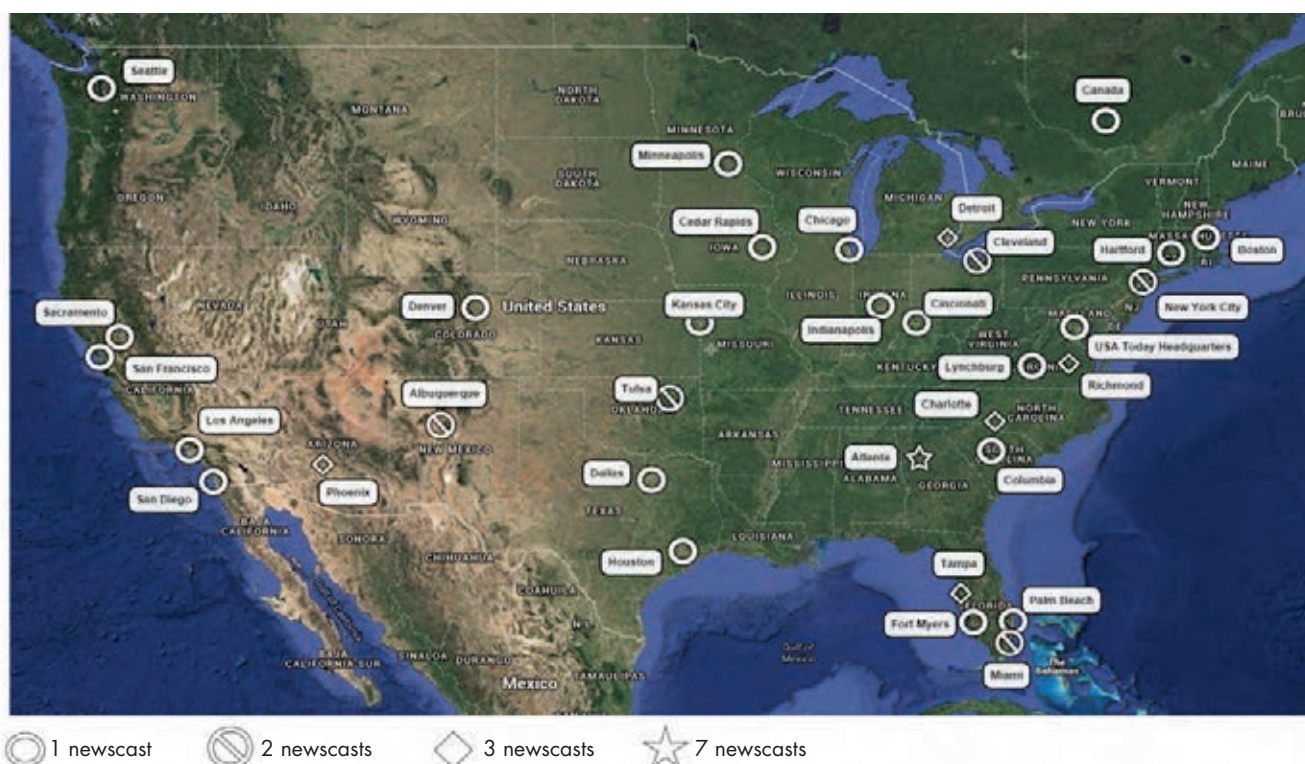 Seattle
WASHINGTON
MONTANA
NORTH
DAKOTA
MINNESOTA
Canada
Minneapolis
WISCONSIN
MICHIGAN
MAINE
VERMONT
NEW
HAMPSHIRE
OREGON
IDAHO
WYOMING
SOUTH
DAKOTA
Detroit
NEW YORK
Cedar Rapids
IOWA
Chicago
Cleveland
Hartford
Boston
RI
NEBRASKA
PENNSYLVANIA
Sacramento
NEVADA
UTAH
Denver
COLORADO
United States
Kansas City
ILLINOIS
INDIANA
Indianapolis
Cincinnati
MARYLAND
NJ
New York City
San Francisco
CALIFORNIA
KANSAS
MISSOURI
WEST
VIRGINIA
USA Today Headquarters
KENTUCKY
Lynchburg
Richmond
Los Angeles
ARIZONA
Albuquerque
NEW MEXICO
Tulsa
OKLAHOMA
ARKANSAS
TENNESSEE
Charlotte
NORTH
CAROLINA
San Diego
Phoenix
Dallas
MISSISSIPPI
ALABAMA
Atlanta
GEORGIA
Columbia
BAJA
CALIFORNIA
SONORA
CHIHUAHUA
TEXAS
LOUISIANA
Houston
COAHUILA
Tampa
FLORIDA
Palm Beach
Fort Myers
Miami
Gulf of California
BAJA
CALIFORNIA SUR
SINALOA
DURANGO
N.L.
TAMAULIPAS
Mexico
Gulf of
Mexico
The
Bahamas
1 newscast
2 newscasts
3 newscasts
7 newscasts